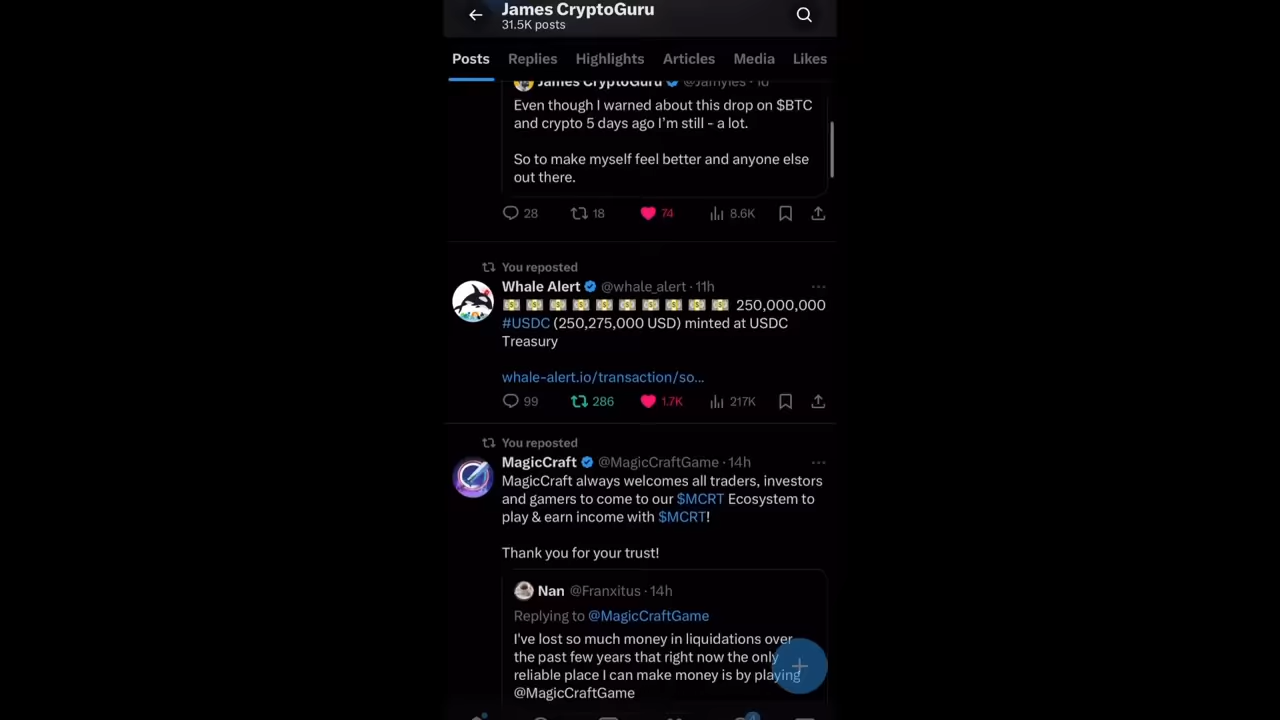 James CryptoGuru
31.5K posts
Posts Replies Highlights Articles Media Likes
James CryptoGuru @Jamyies · 1d
Even though I warned about this drop on $BTC
and crypto 5 days ago I'm still - a lot.
So to make myself feel better and anyone else
out there.
28 18 74 8.6K
You reposted
Whale Alert @whale_alert · 11h
💵 💵 💵 💵 💵 💵 💵 💵 💵 💵 250,000,000
#USDC (250,275,000 USD) minted at USDC
Treasury
whale-alert.io/transaction/so...
99 286 1.7K 217K
You reposted
MagicCraft @MagicCraftGame · 14h
MagicCraft always welcomes all traders, investors
and gamers to come to our $MCRT Ecosystem to
play & earn income with $MCRT!
Thank you for your trust!
Nan @Franxitus · 14h
Replying to @MagicCraftGame
I've lost so much money in liquidations over
the past few years that right now the only
reliable place I can make money is by playing
@MagicCraftGame